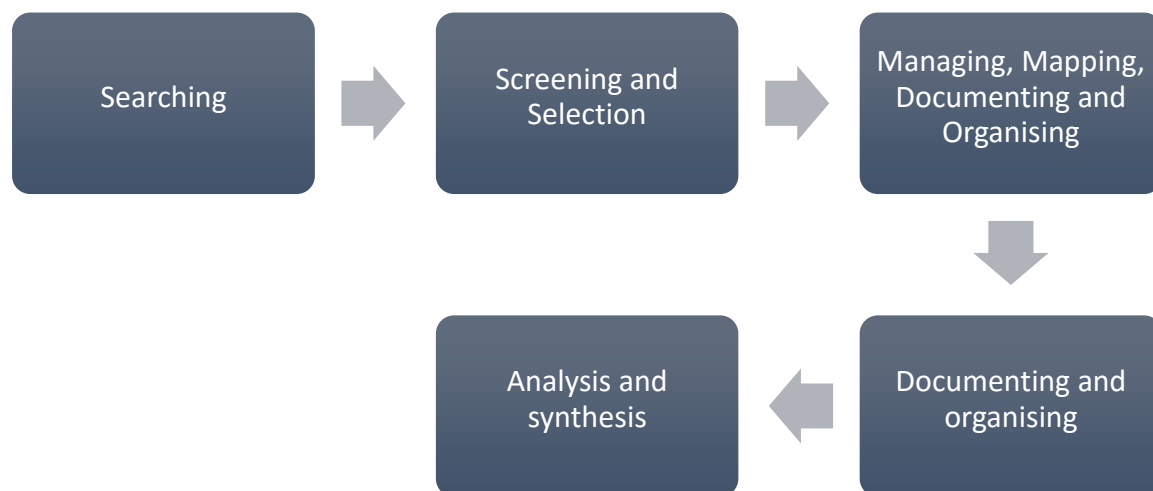 Searching
Screening and
Selection
Managing, Mapping,
Documenting and
Organising
Documenting and
organising
Analysis and
synthesis